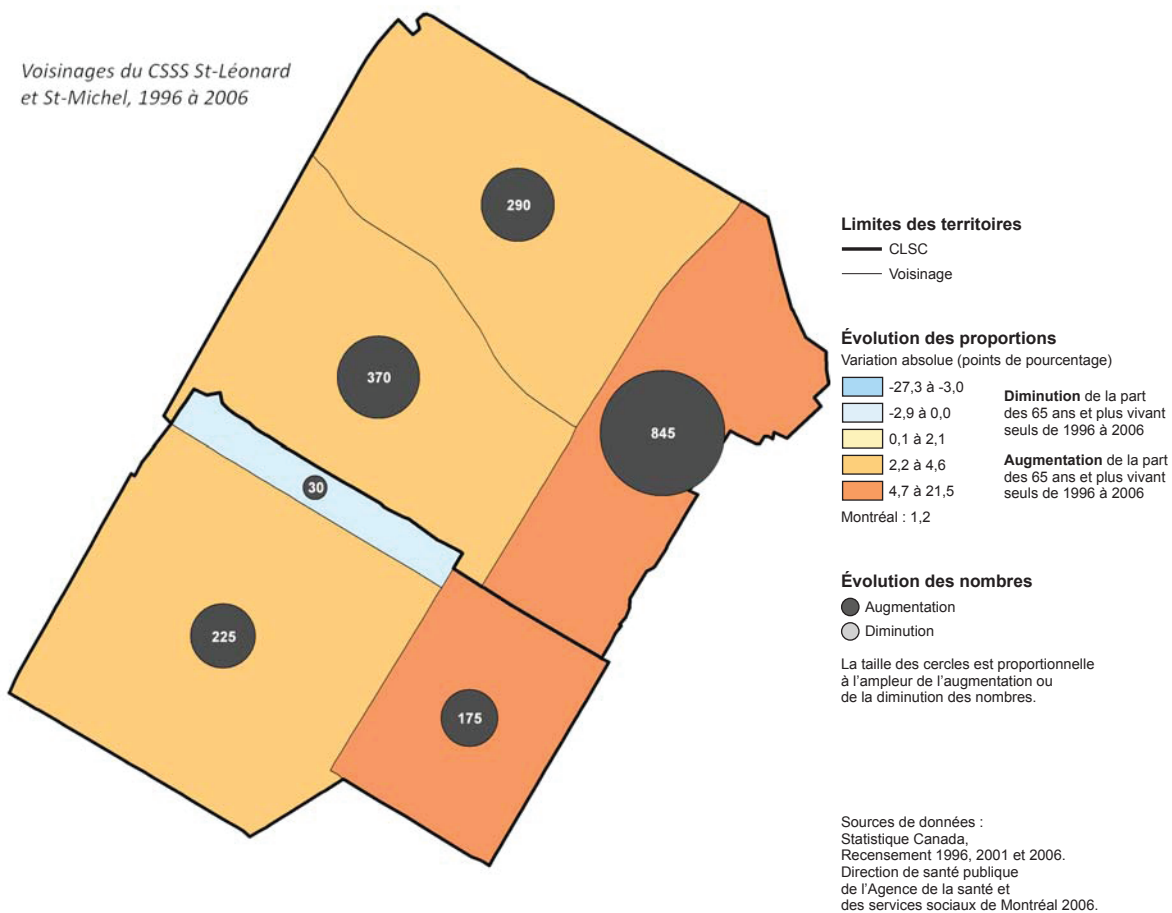 Voisinages du CSSS St-Léonard
et St-Michel, 1996 à 2006
290
370
845
30
225
175
Limites des territoires
CLSC
Voisinage
Évolution des proportions
Variation absolue (points de pourcentage)
-27,3 à -3,0
-2,9 à 0,0
0,1 à 2,1
2,2 à 4,6
4,7 à 21,5
Diminution de la part
des 65 ans et plus vivant
seuls de 1996 à 2006
Augmentation de la part
des 65 ans et plus vivant
seuls de 1996 à 2006
Montréal : 1,2
Évolution des nombres
Augmentation
Diminution
La taille des cercles est proportionnelle
à l'ampleur de l'augmentation ou
de la diminution des nombres.
Sources de données :
Statistique Canada,
Recensement 1996, 2001 et 2006.
Direction de santé publique
de l'Agence de la santé et
des services sociaux de Montréal 2006.